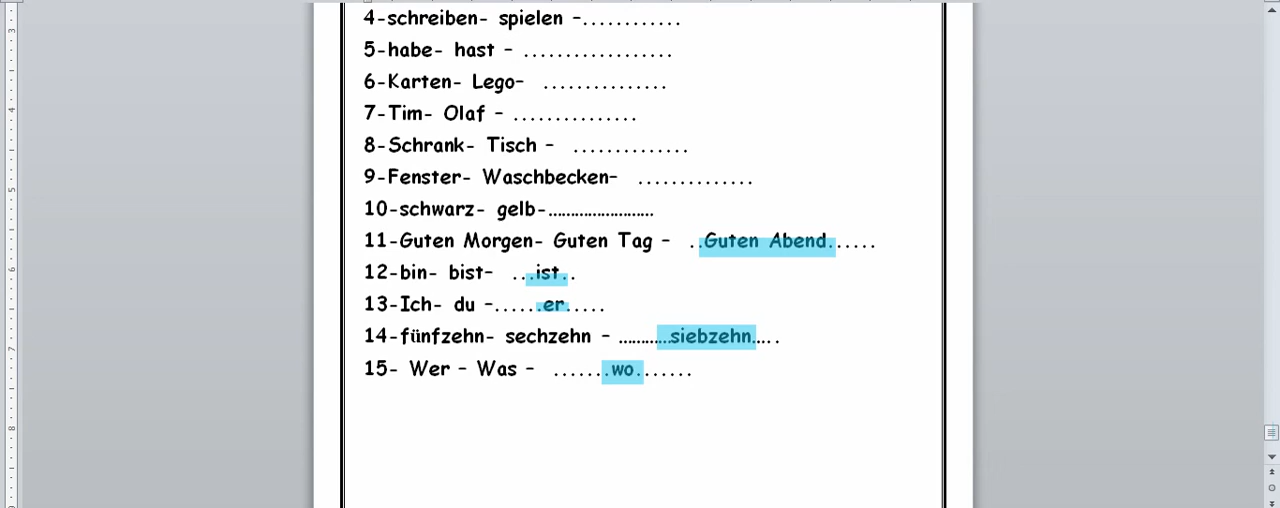 4-schreiben- spielen -............
5-habe- hast - ..................
6-Karten- Lego- ...............
7-Tim- Olaf - ...............
8-Schrank- Tisch - ..............
9-Fenster- Waschbecken- ..............
10-schwarz- gelb-........................
11-Guten Morgen- Guten Tag - ..Guten Abend......
12-bin- bist- ...ist..
13-Ich- du -.......er.....
14-fünfzehn- sechzehn - ............siebzehn.....
15- Wer - Was - .......wo.......